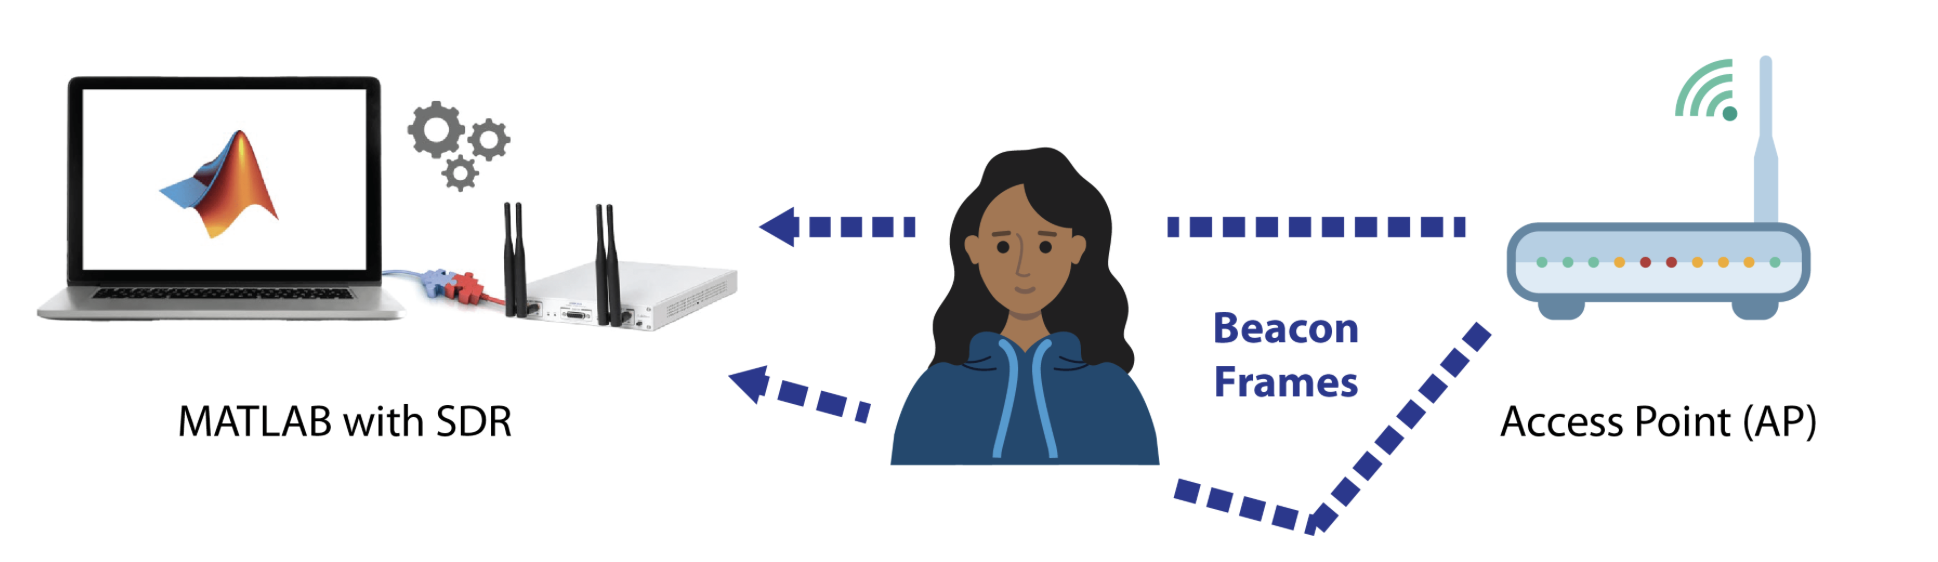 MATLAB with SDR
Beacon
Frames
Access Point (AP)